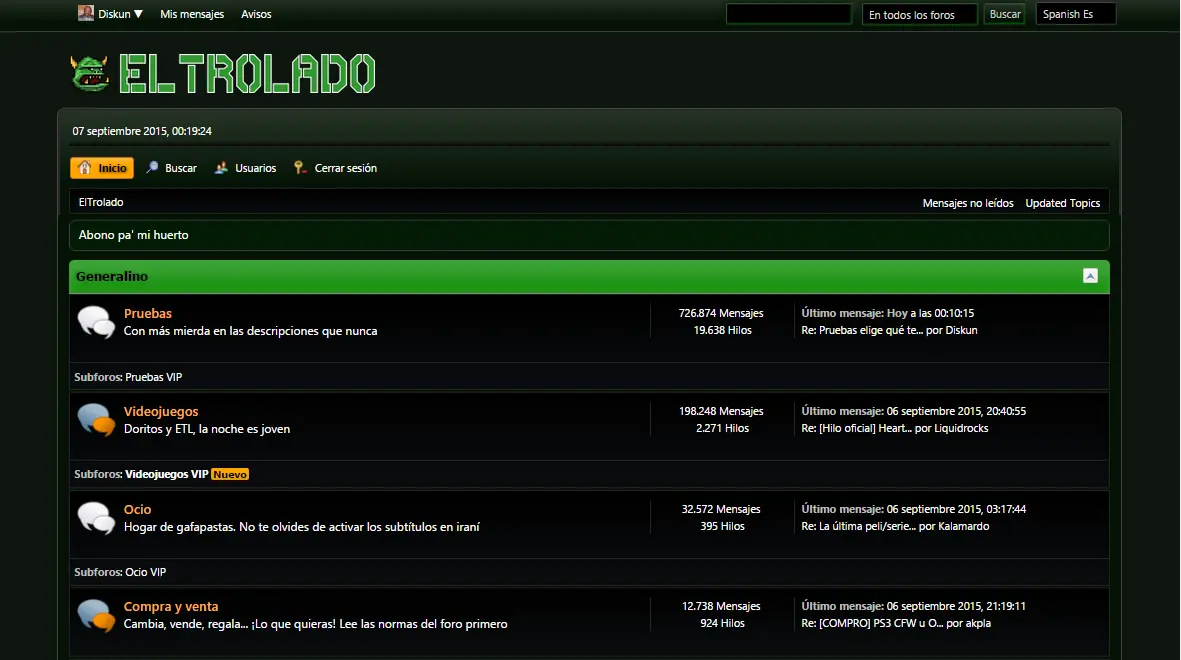 Diskun ▼ Mis mensajes Avisos En todos los foros Buscar Spanish Es
ELTROLADO
07 septiembre 2015, 00:19:24
Inicio Buscar Usuarios Cerrar sesión
ElTrolado Mensajes no leídos Updated Topics
Abono pa' mi huerto
Generalino
Pruebas 726.874 Mensajes Último mensaje: Hoy a las 00:10:15
Con más mierda en las descripciones que nunca 19.638 Hilos Re: Pruebas elige qué te... por Diskun
Subforos: Pruebas VIP
Videojuegos 198.248 Mensajes Último mensaje: 06 septiembre 2015, 20:40:55
Doritos y ETL, la noche es joven 2.271 Hilos Re: [Hilo oficial] Heart... por Liquidrocks
Subforos: Videojuegos VIP Nuevo
Ocio 32.572 Mensajes Último mensaje: 06 septiembre 2015, 03:17:44
Hogar de gafapastas. No te olvides de activar los subtítulos en iraní 395 Hilos Re: La última peli/serie... por Kalamardo
Subforos: Ocio VIP
Compra y venta 12.738 Mensajes Último mensaje: 06 septiembre 2015, 21:19:11
Cambia, vende, regala... ¡Lo que quieras! Lee las normas del foro primero 924 Hilos Re: [COMPRO] PS3 CFW u O... por akpla